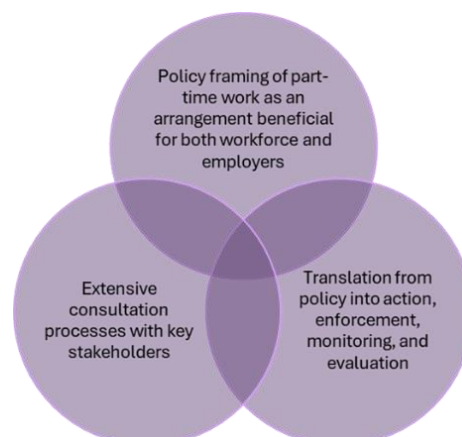 Policy framing of part-
time work as an
arrangement beneficial
for both workforce and
employers
Extensive
consultation
processes with key
stakeholders
Translation from
policy into action,
enforcement,
monitoring, and
evaluation